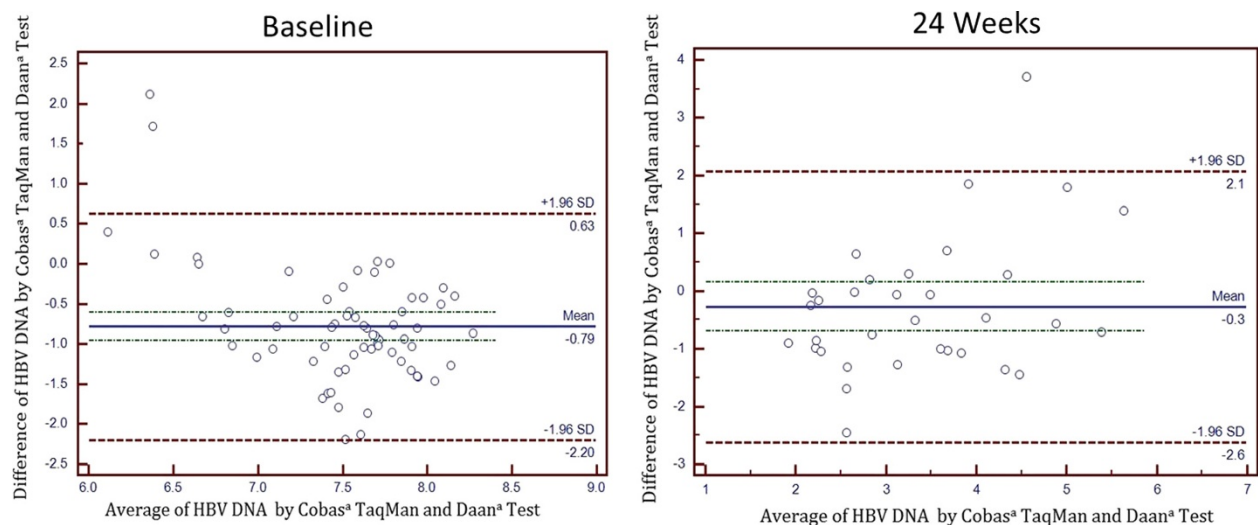 Baseline
Difference of HBV DNA by Cobasᵃ TaqMan and Daanᵃ Test
2.5
2.0
1.5
1.0
0.5
0.0
-0.5
-1.0
-1.5
-2.0
-2.5
+1.96 SD
0.63
Mean
-0.79
-1.96 SD
-2.20
6.0 6.5 7.0 7.5 8.0 8.5 9.0
Average of HBV DNA by Cobasᵃ TaqMan and Daanᵃ Test
24 Weeks
Difference of HBV DNA by Cobasᵃ TaqMan and Daanᵃ Test
4
3
2
1
0
-1
-2
-3
+1.96 SD
2.1
Mean
-0.3
-1.96 SD
-2.6
1 2 3 4 5 6 7
Average of HBV DNA by Cobasᵃ TaqMan and Daanᵃ Test